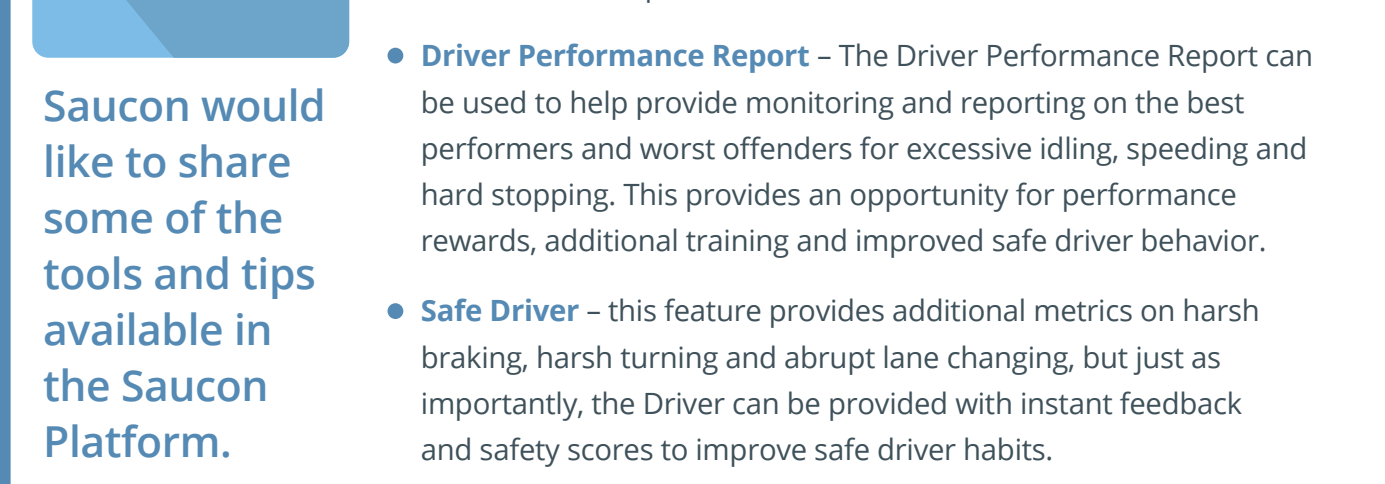 Saucon would
like to share
some of the
tools and tips
available in
the Saucon
Platform.
Driver Performance Report – The Driver Performance Report can
be used to help provide monitoring and reporting on the best
performers and worst offenders for excessive idling, speeding and
hard stopping. This provides an opportunity for performance
rewards, additional training and improved safe driver behavior.
Safe Driver – this feature provides additional metrics on harsh
braking, harsh turning and abrupt lane changing, but just as
importantly, the Driver can be provided with instant feedback
and safety scores to improve safe driver habits.